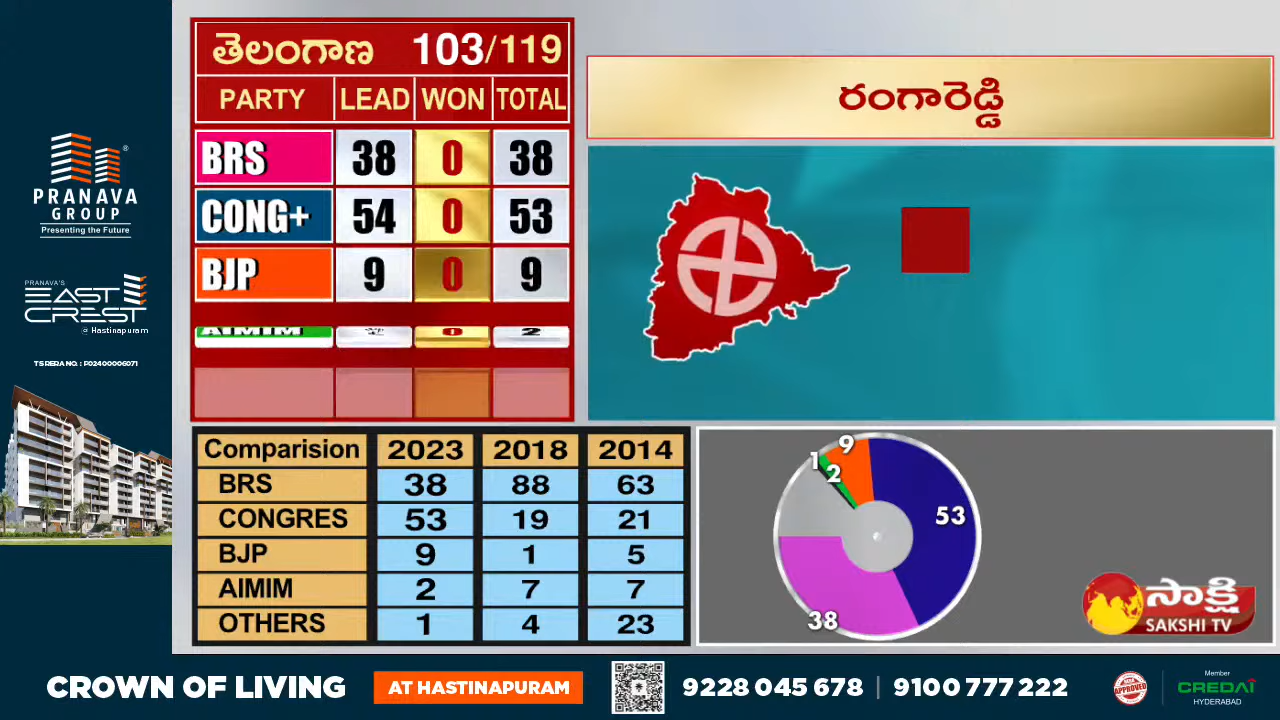 PRANAVA
GROUP
Presenting the Future
PRANAVA'S
EAST
CREST
@ Hastinapuram
TS RERA NO. : P02400006071
తెలంగాణ 103/119
PARTY LEAD WON TOTAL
BRS 38 0 38
CONG+ 54 0 53
BJP 9 0 9
AIMIM 0 2
రంగారెడ్డి
Comparision 2023 2018 2014
BRS 38 88 63
CONGRES 53 19 21
BJP 9 1 5
AIMIM 2 7 7
OTHERS 1 4 23
9
1
2
53
38
సాక్షి
SAKSHI TV
CROWN OF LIVING AT HASTINAPURAM 9228 045 678 | 9100 777 222
APPROVED
Member
CREDAI
HYDERABAD